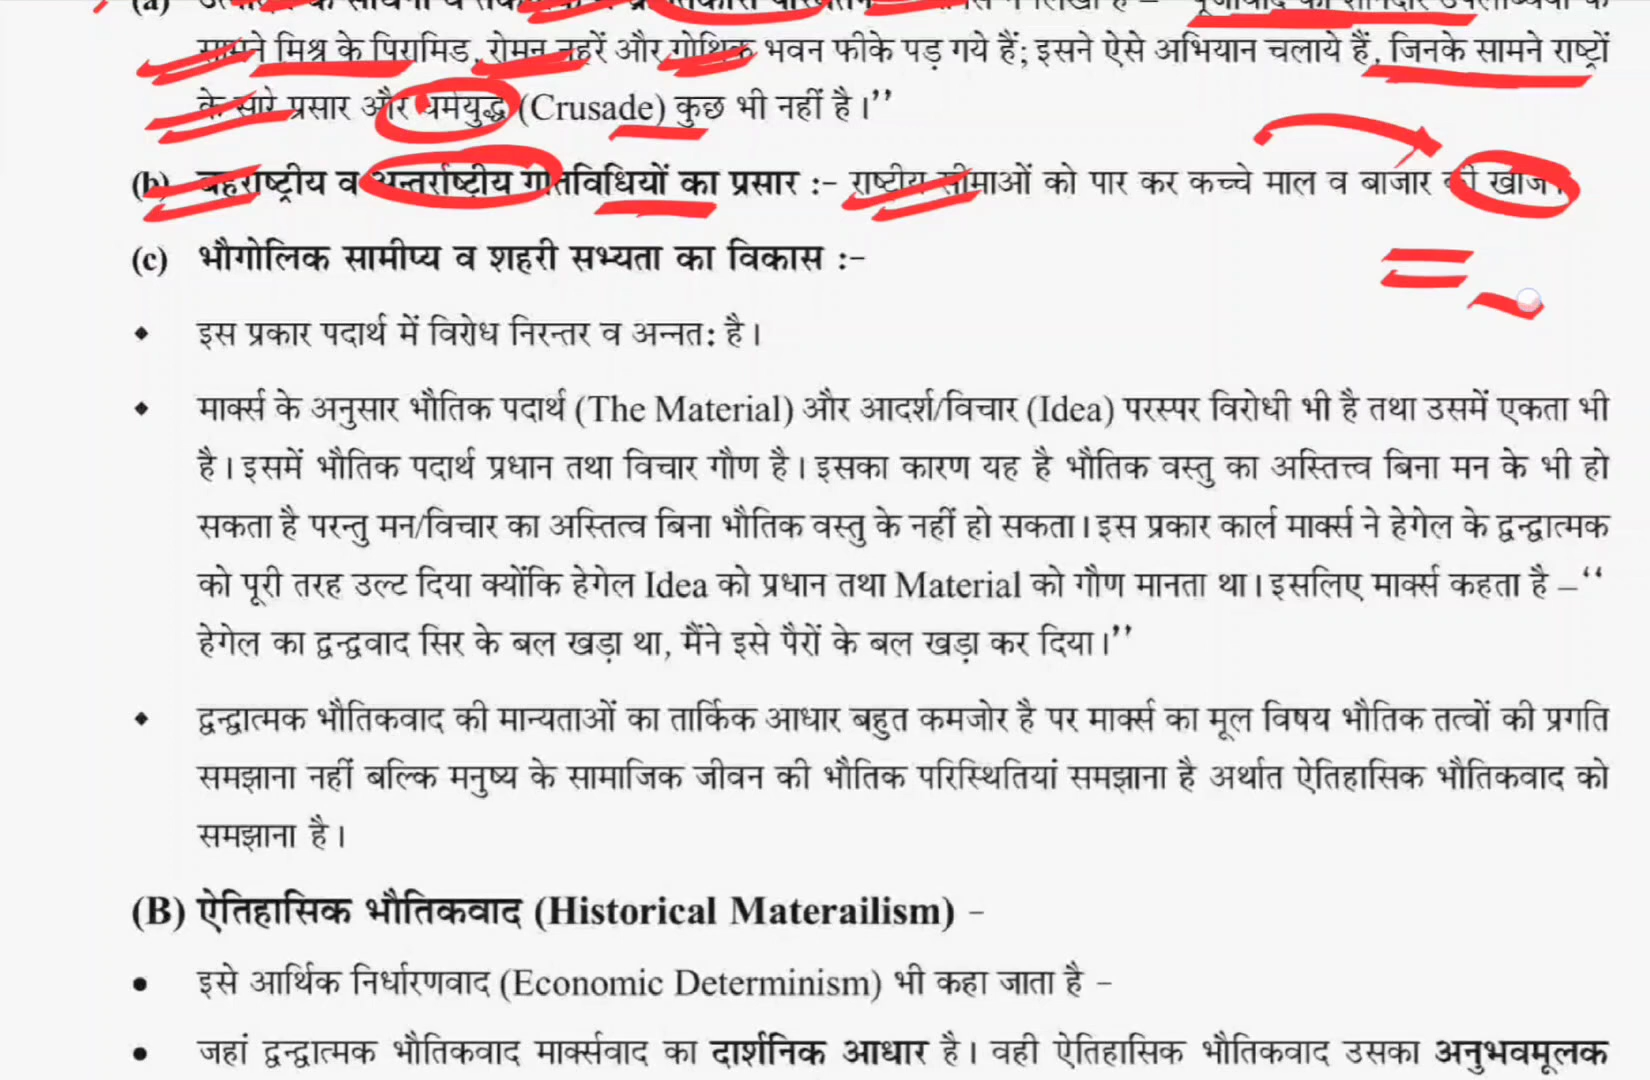 (a)
सामने मिश्र के पिरामिड, रोमन नहरें और गोथिक भवन फीके पड़ गये हैं; इसने ऐसे अभियान चलाये हैं, जिनके सामने राष्ट्रों
के सारे प्रसार और धर्मयुद्ध (Crusade) कुछ भी नहीं है।’’
(b) बहराष्ट्रीय व अन्तर्राष्ट्रीय गतिविधियों का प्रसार :- राष्ट्रीय सीमाओं को पार कर कच्चे माल व बाजार की खोज।
(c) भौगोलिक सामीप्य व शहरी सभ्यता का विकास :-
♦ इस प्रकार पदार्थ में विरोध निरन्तर व अन्नत: है।
♦ मार्क्स के अनुसार भौतिक पदार्थ (The Material) और आदर्श/विचार (Idea) परस्पर विरोधी भी है तथा उसमें एकता भी
है। इसमें भौतिक पदार्थ प्रधान तथा विचार गौण है। इसका कारण यह है भौतिक वस्तु का अस्तित्त्व बिना मन के भी हो
सकता है परन्तु मन/विचार का अस्तित्व बिना भौतिक वस्तु के नहीं हो सकता। इस प्रकार कार्ल मार्क्स ने हेगेल के द्वन्द्वात्मक
को पूरी तरह उल्ट दिया क्योंकि हेगेल Idea को प्रधान तथा Material को गौण मानता था। इसलिए मार्क्स कहता है –‘‘
हेगेल का द्वन्द्ववाद सिर के बल खड़ा था, मैंने इसे पैरों के बल खड़ा कर दिया।’’
♦ द्वन्द्वात्मक भौतिकवाद की मान्यताओं का तार्किक आधार बहुत कमजोर है पर मार्क्स का मूल विषय भौतिक तत्वों की प्रगति
समझाना नहीं बल्कि मनुष्य के सामाजिक जीवन की भौतिक परिस्थितियां समझाना है अर्थात ऐतिहासिक भौतिकवाद को
समझाना है।
(B) ऐतिहासिक भौतिकवाद (Historical Materailism) –
● इसे आर्थिक निर्धारणवाद (Economic Determinism) भी कहा जाता है –
● जहां द्वन्द्वात्मक भौतिकवाद मार्क्सवाद का दार्शनिक आधार है। वही ऐतिहासिक भौतिकवाद उसका अनुभवमूलक